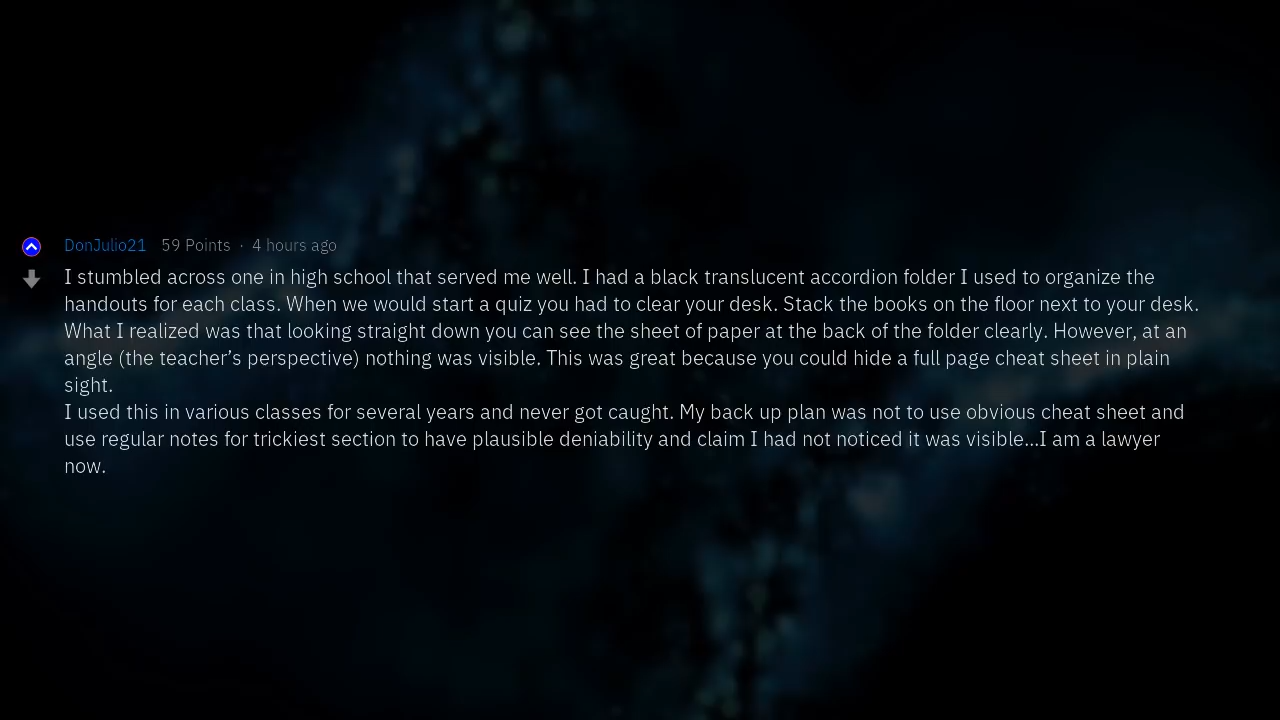 DonJulio21 59 Points · 4 hours ago
I stumbled across one in high school that served me well. I had a black translucent accordion folder I used to organize the
handouts for each class. When we would start a quiz you had to clear your desk. Stack the books on the floor next to your desk.
What I realized was that looking straight down you can see the sheet of paper at the back of the folder clearly. However, at an
angle (the teacher’s perspective) nothing was visible. This was great because you could hide a full page cheat sheet in plain
sight.
I used this in various classes for several years and never got caught. My back up plan was not to use obvious cheat sheet and
use regular notes for trickiest section to have plausible deniability and claim I had not noticed it was visible...I am a lawyer
now.